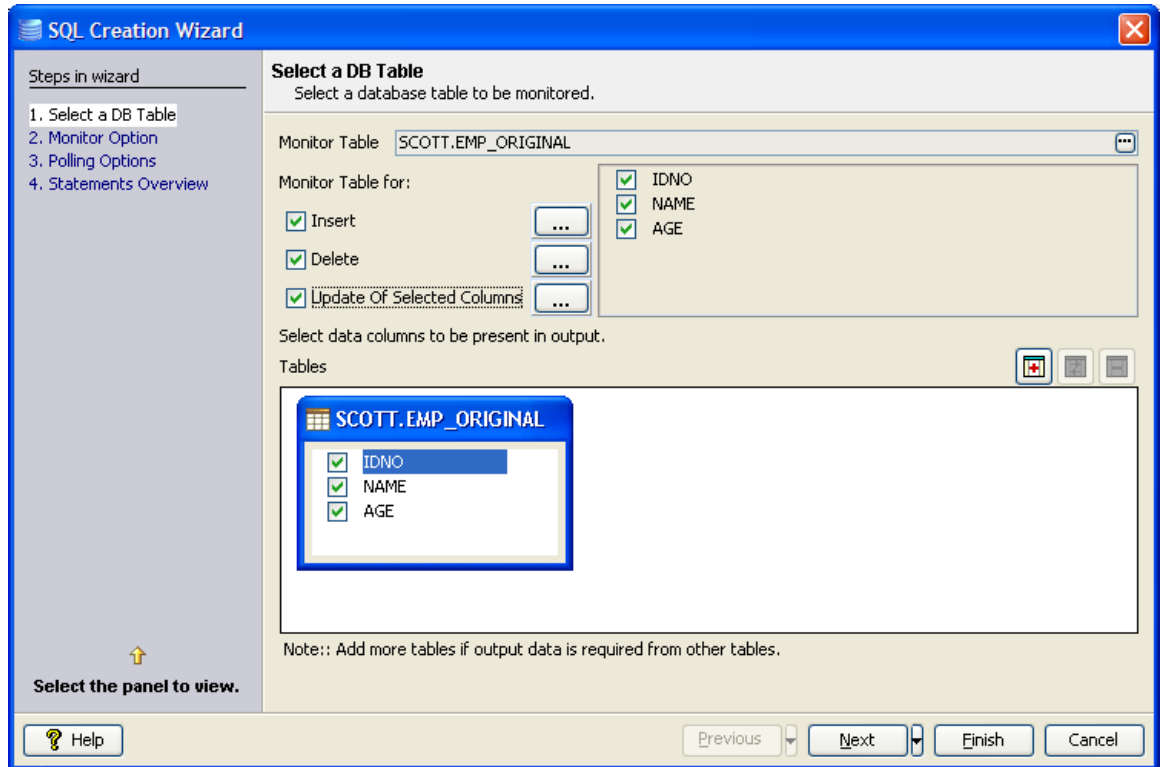 SQL Creation Wizard
Steps in wizard
1. Select a DB Table
2. Monitor Option
3. Polling Options
4. Statements Overview
Select the panel to view.
Select a DB Table
Select a database table to be monitored.
Monitor Table SCOTT.EMP_ORIGINAL ...
Monitor Table for:
Insert ...
Delete ...
Update Of Selected Columns ...
IDNO
NAME
AGE
Select data columns to be present in output.
Tables
SCOTT.EMP_ORIGINAL
IDNO
NAME
AGE
Note:: Add more tables if output data is required from other tables.
? Help Previous Next Finish Cancel